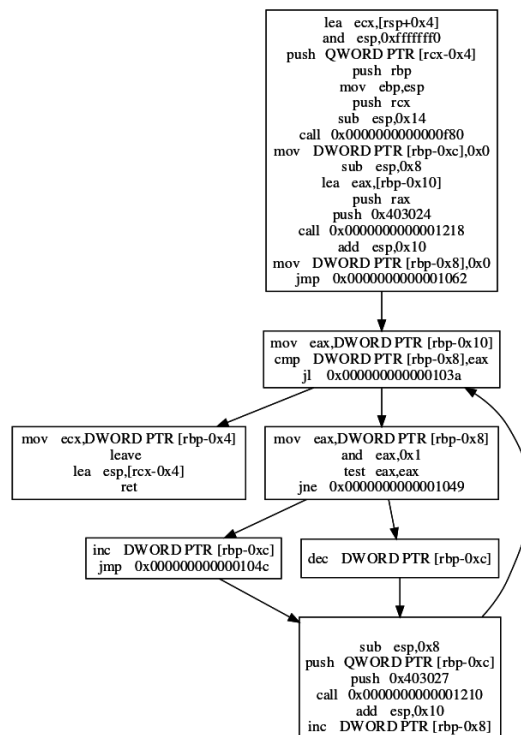 lea ecx,[rsp+0x4]
and esp,0xfffffff0
push QWORD PTR [rcx-0x4]
push rbp
mov ebp,esp
push rcx
sub esp,0x14
call 0x0000000000000f80
mov DWORD PTR [rbp-0xc],0x0
sub esp,0x8
lea eax,[rbp-0x10]
push rax
push 0x403024
call 0x0000000000001218
add esp,0x10
mov DWORD PTR [rbp-0x8],0x0
jmp 0x0000000000001062
mov eax,DWORD PTR [rbp-0x10]
cmp DWORD PTR [rbp-0x8],eax
jl 0x000000000000103a
mov ecx,DWORD PTR [rbp-0x4]
leave
lea esp,[rcx-0x4]
ret
mov eax,DWORD PTR [rbp-0x8]
and eax,0x1
test eax,eax
jne 0x0000000000001049
inc DWORD PTR [rbp-0xc]
jmp 0x000000000000104c
dec DWORD PTR [rbp-0xc]
sub esp,0x8
push QWORD PTR [rbp-0xc]
push 0x403027
call 0x0000000000001210
add esp,0x10
inc DWORD PTR [rbp-0x8]